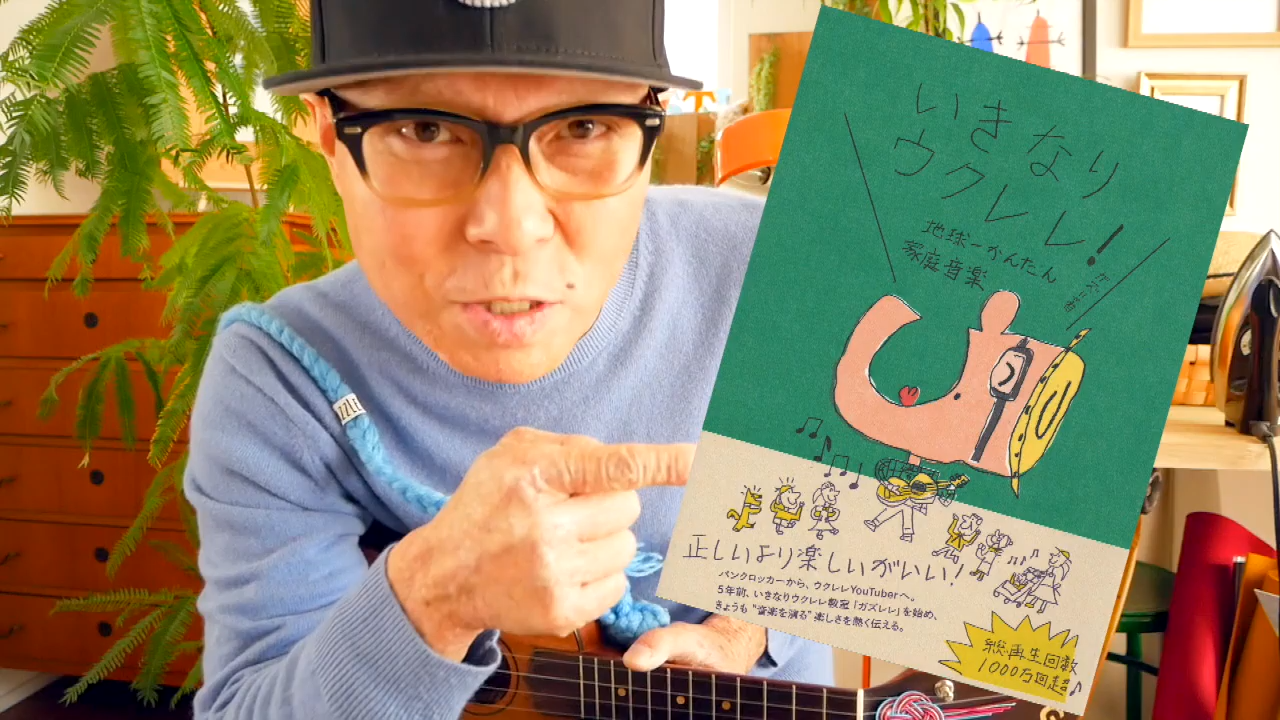 いきなり
ウクレレ!
地球一かんたん
家庭音楽
正しいより楽しいがいい!
パンクロッカーから、ウクレレYouTuberへ。
5年前、いきなりウクレレ教室「ガズレレ」を始め、
きょうも“音楽を演る”楽しさを熱く伝える。
総再生回数
1000万回超